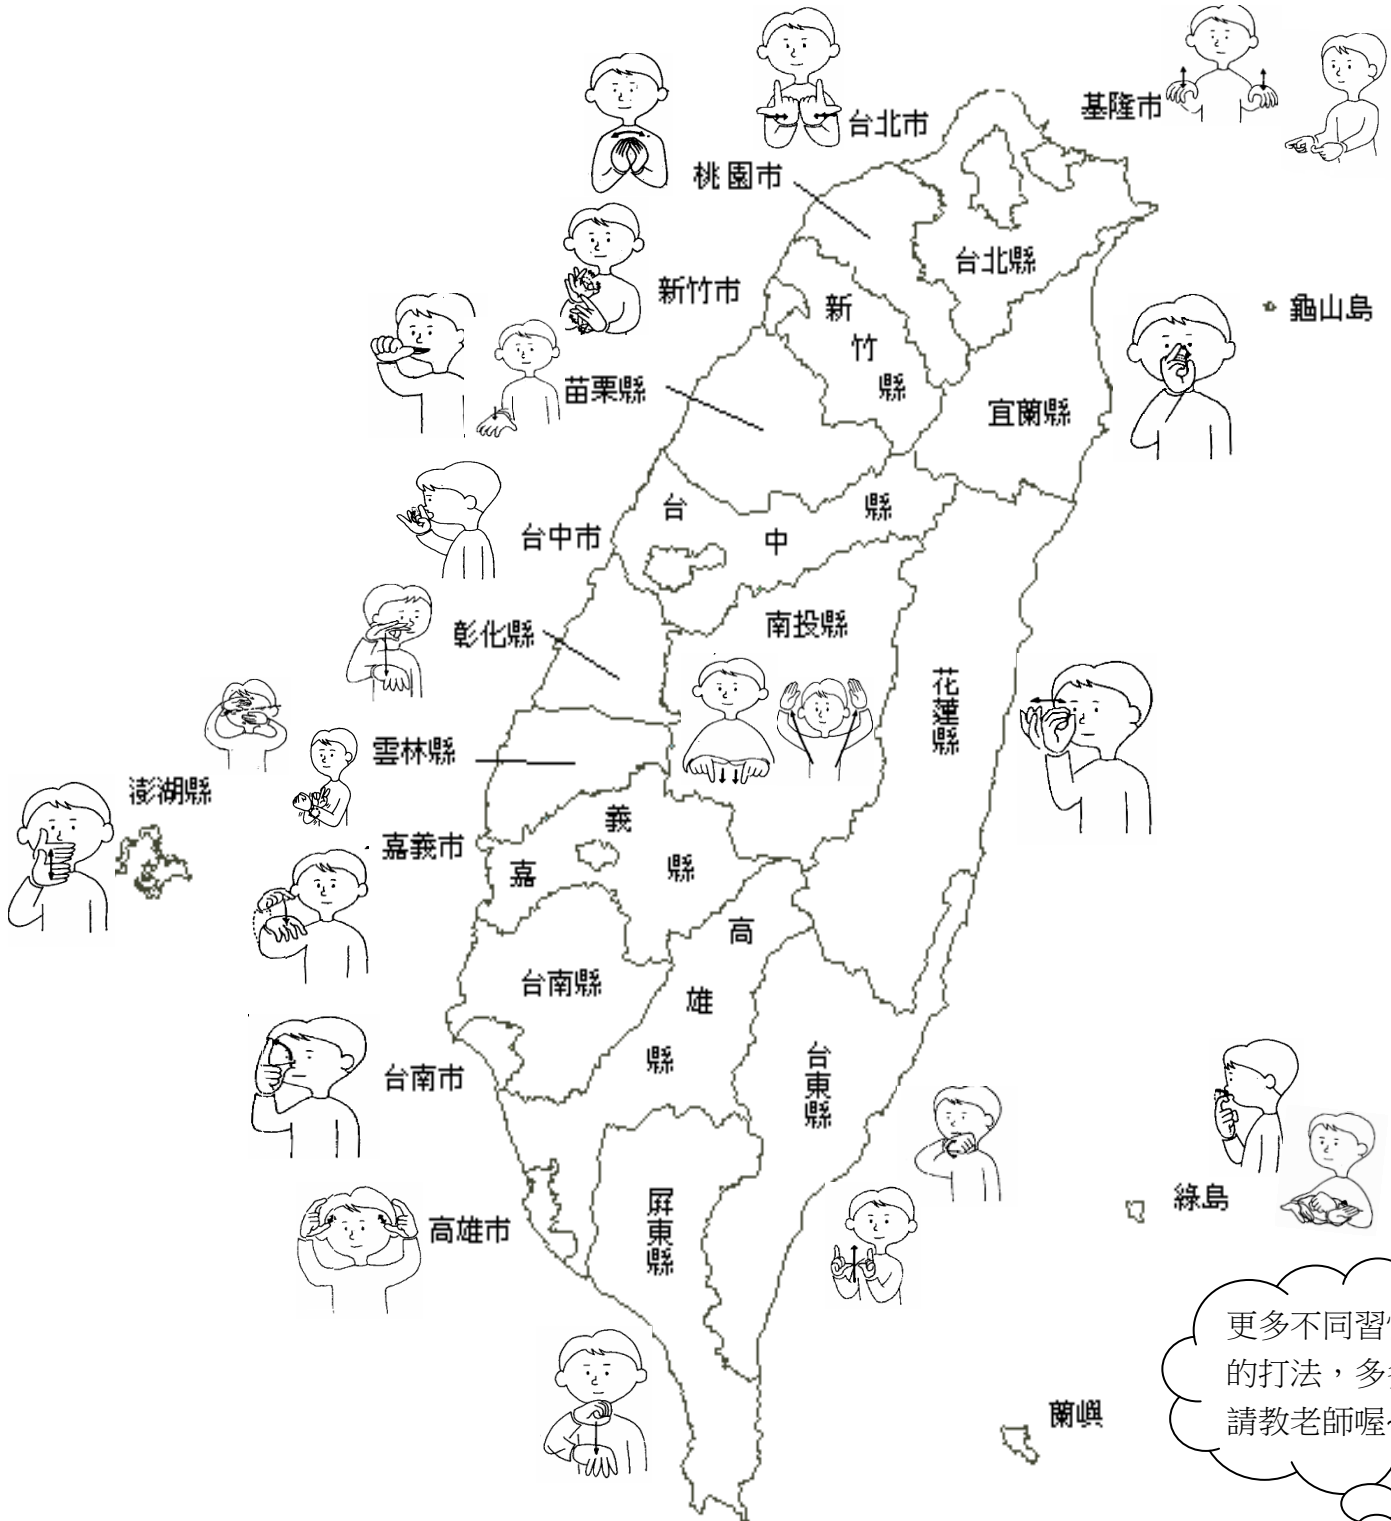 台北市
基隆市
桃園市
台北縣
新竹市
新竹縣
龜山島
苗栗縣
宜蘭縣
台中縣
台中市
南投縣
彰化縣
花蓮縣
雲林縣
澎湖縣
嘉義市
嘉義縣
高雄縣
台南縣
台南市
台東縣
綠島
屏東縣
高雄市
更多不同習
的打法，多
請教老師喔
蘭嶼